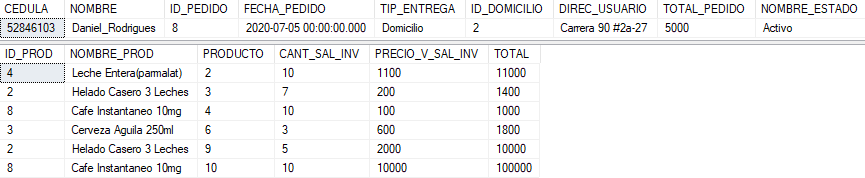 CEDULA NOMBRE ID_PEDIDO FECHA_PEDIDO TIP_ENTREGA ID_DOMICILIO DIREC_USUARIO TOTAL_PEDIDO NOMBRE_ESTADO
52846103 Daniel_Rodrigues 8 2020-07-05 00:00:00.000 Domicilio 2 Carrera 90 #2a-27 5000 Activo
ID_PROD NOMBRE_PROD PRODUCTO CANT_SAL_INV PRECIO_V_SAL_INV TOTAL
4 Leche Entera(parmalat) 2 10 1100 11000
2 Helado Casero 3 Leches 3 7 200 1400
8 Cafe Instantaneo 10mg 4 10 100 1000
3 Cerveza Aguila 250ml 6 3 600 1800
2 Helado Casero 3 Leches 9 5 2000 10000
8 Cafe Instantaneo 10mg 10 10 10000 100000